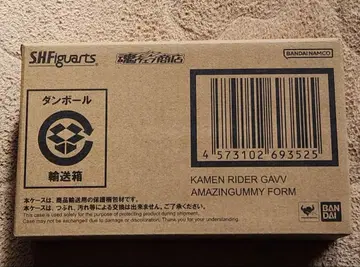 S.H.Figuarts
魂ウェブ商店
BANDAI NAMCO
ダンボール
輸送箱
4 573102 693525
KAMEN RIDER GAVV
AMAZINGUMMY FORM
本ケースは、商品輸送用の保護梱包材です。
本ケースは、つぶれ、汚れ等による交換は出来ません。ご了承ください。
This case is used solely for the purpose of protecting product during shipment.
Case may not be exchanged due to damage or discoloration. Thank you for your understanding.
BAN
DAI